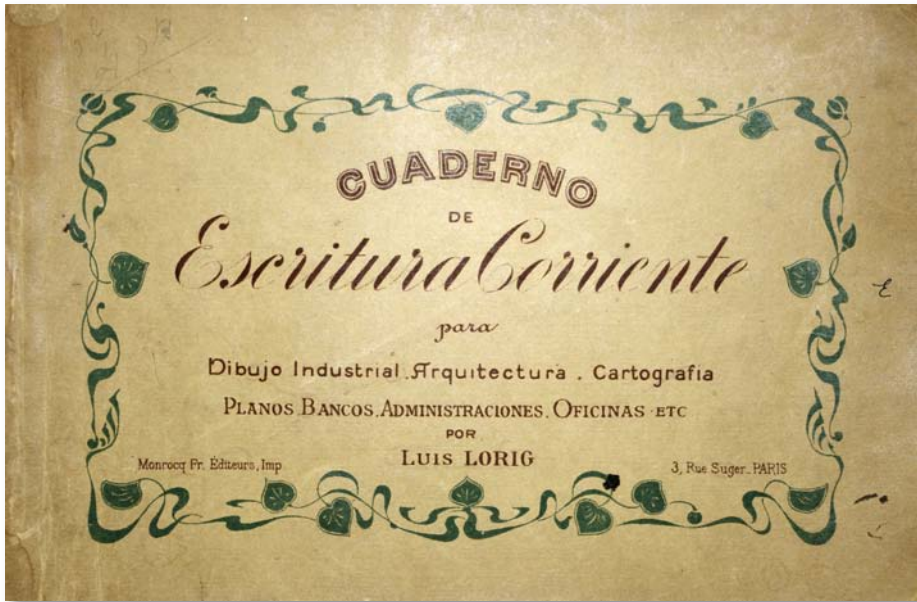 CUADERNO
DE
Escritura Corriente
para
Dibujo Industrial. Arquitectura. Cartografia
PLANOS. BANCOS. ADMINISTRACIONES. OFICINAS ETC
POR
LUIS LORIG
Monrocq Fr. Éditeurs, Imp
3, Rue Suger. PARIS